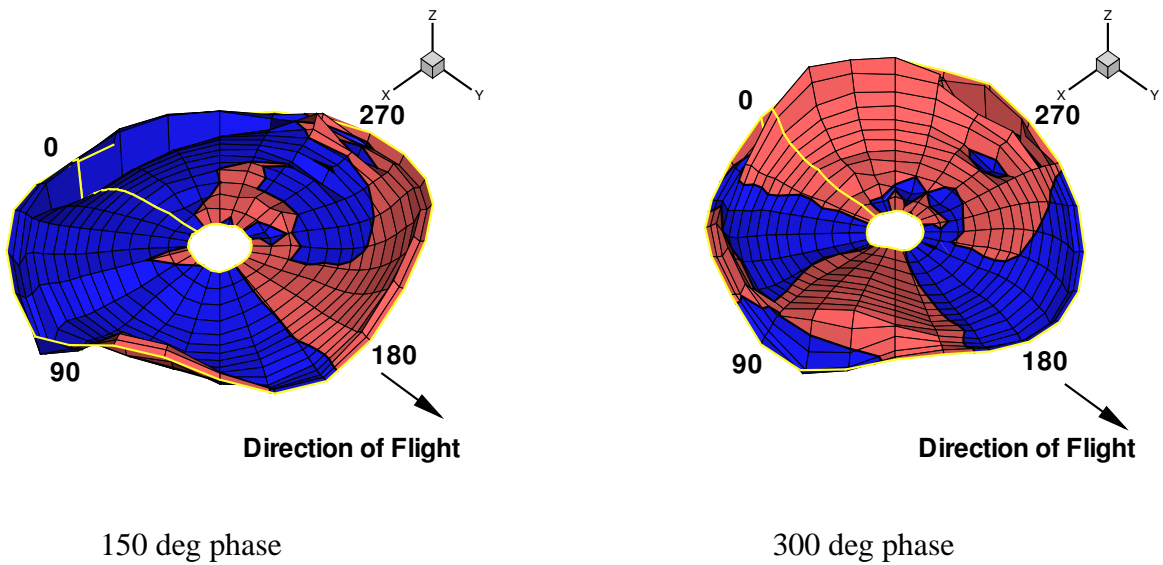 Z
X
Y
0
270
90
180
Direction of Flight
150 deg phase
Z
X
Y
0
270
90
180
Direction of Flight
300 deg phase